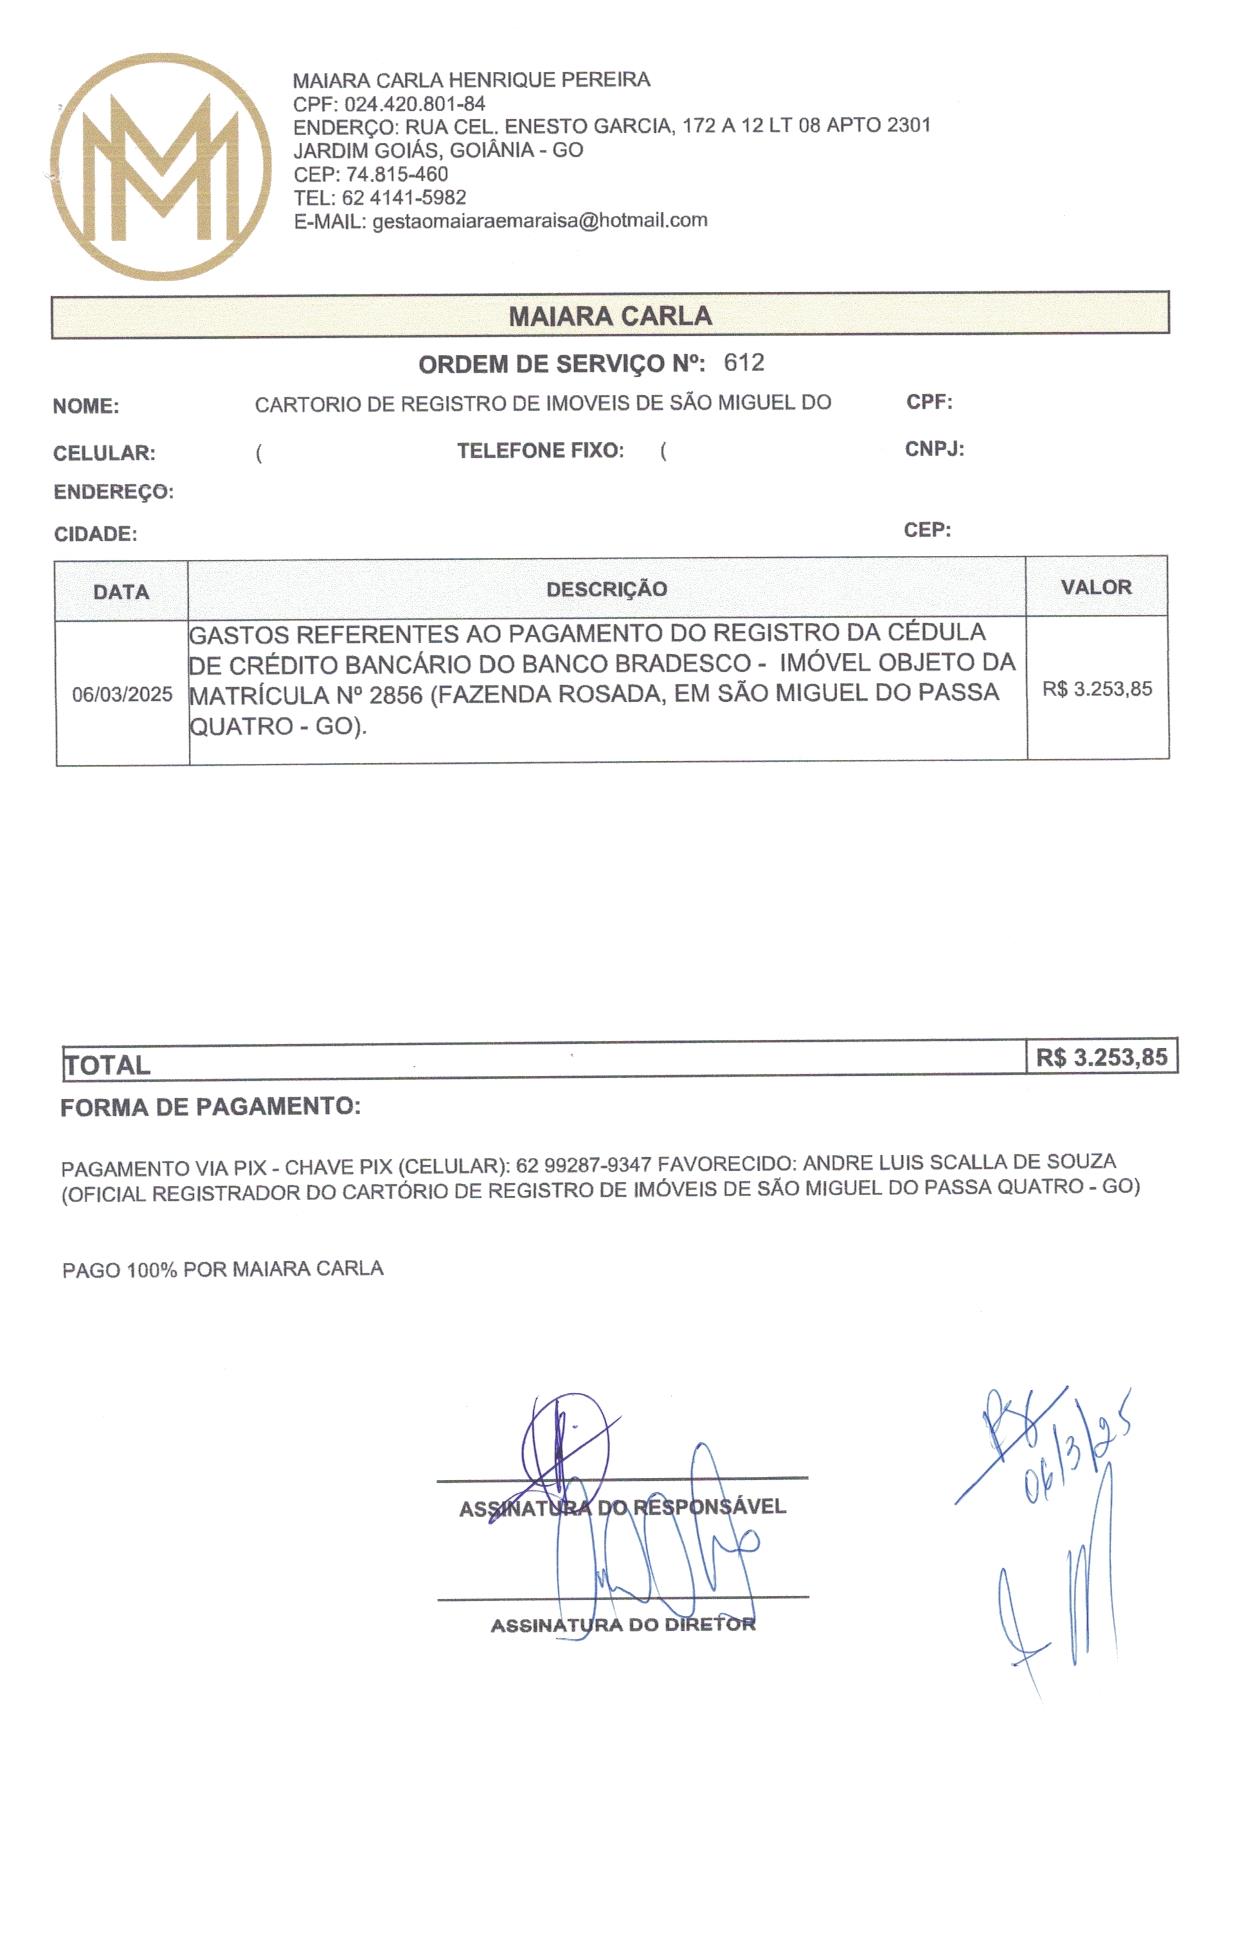 MAIARA CARLA HENRIQUE PEREIRA
CPF: 024.420.801-84
ENDERÇO: RUA CEL. ENESTO GARCIA, 172 A 12 LT 08 APTO 2301
JARDIM GOIÁS, GOIÂNIA - GO
CEP: 74.815-460
TEL: 62 4141-5982
E-MAIL: gestaomaiaraemaraisa@hotmail.com
MAIARA CARLA
ORDEM DE SERVIÇO Nº: 612
NOME: CARTORIO DE REGISTRO DE IMOVEIS DE SÃO MIGUEL DO CPF:
CELULAR: ( TELEFONE FIXO: ( CNPJ:
ENDEREÇO:
CIDADE: CEP:
DATA DESCRIÇÃO VALOR
GASTOS REFERENTES AO PAGAMENTO DO REGISTRO DA CÉDULA
DE CRÉDITO BANCÁRIO DO BANCO BRADESCO - IMÓVEL OBJETO DA
06/03/2025 MATRÍCULA Nº 2856 (FAZENDA ROSADA, EM SÃO MIGUEL DO PASSA R$ 3.253,85
QUATRO - GO).
TOTAL R$ 3.253,85
FORMA DE PAGAMENTO:
PAGAMENTO VIA PIX - CHAVE PIX (CELULAR): 62 99287-9347 FAVORECIDO: ANDRE LUIS SCALLA DE SOUZA
(OFICIAL REGISTRADOR DO CARTÓRIO DE REGISTRO DE IMÓVEIS DE SÃO MIGUEL DO PASSA QUATRO - GO)
PAGO 100% POR MAIARA CARLA
06/3/25
ASSINATURA DO RESPONSÁVEL
ASSINATURA DO DIRETOR